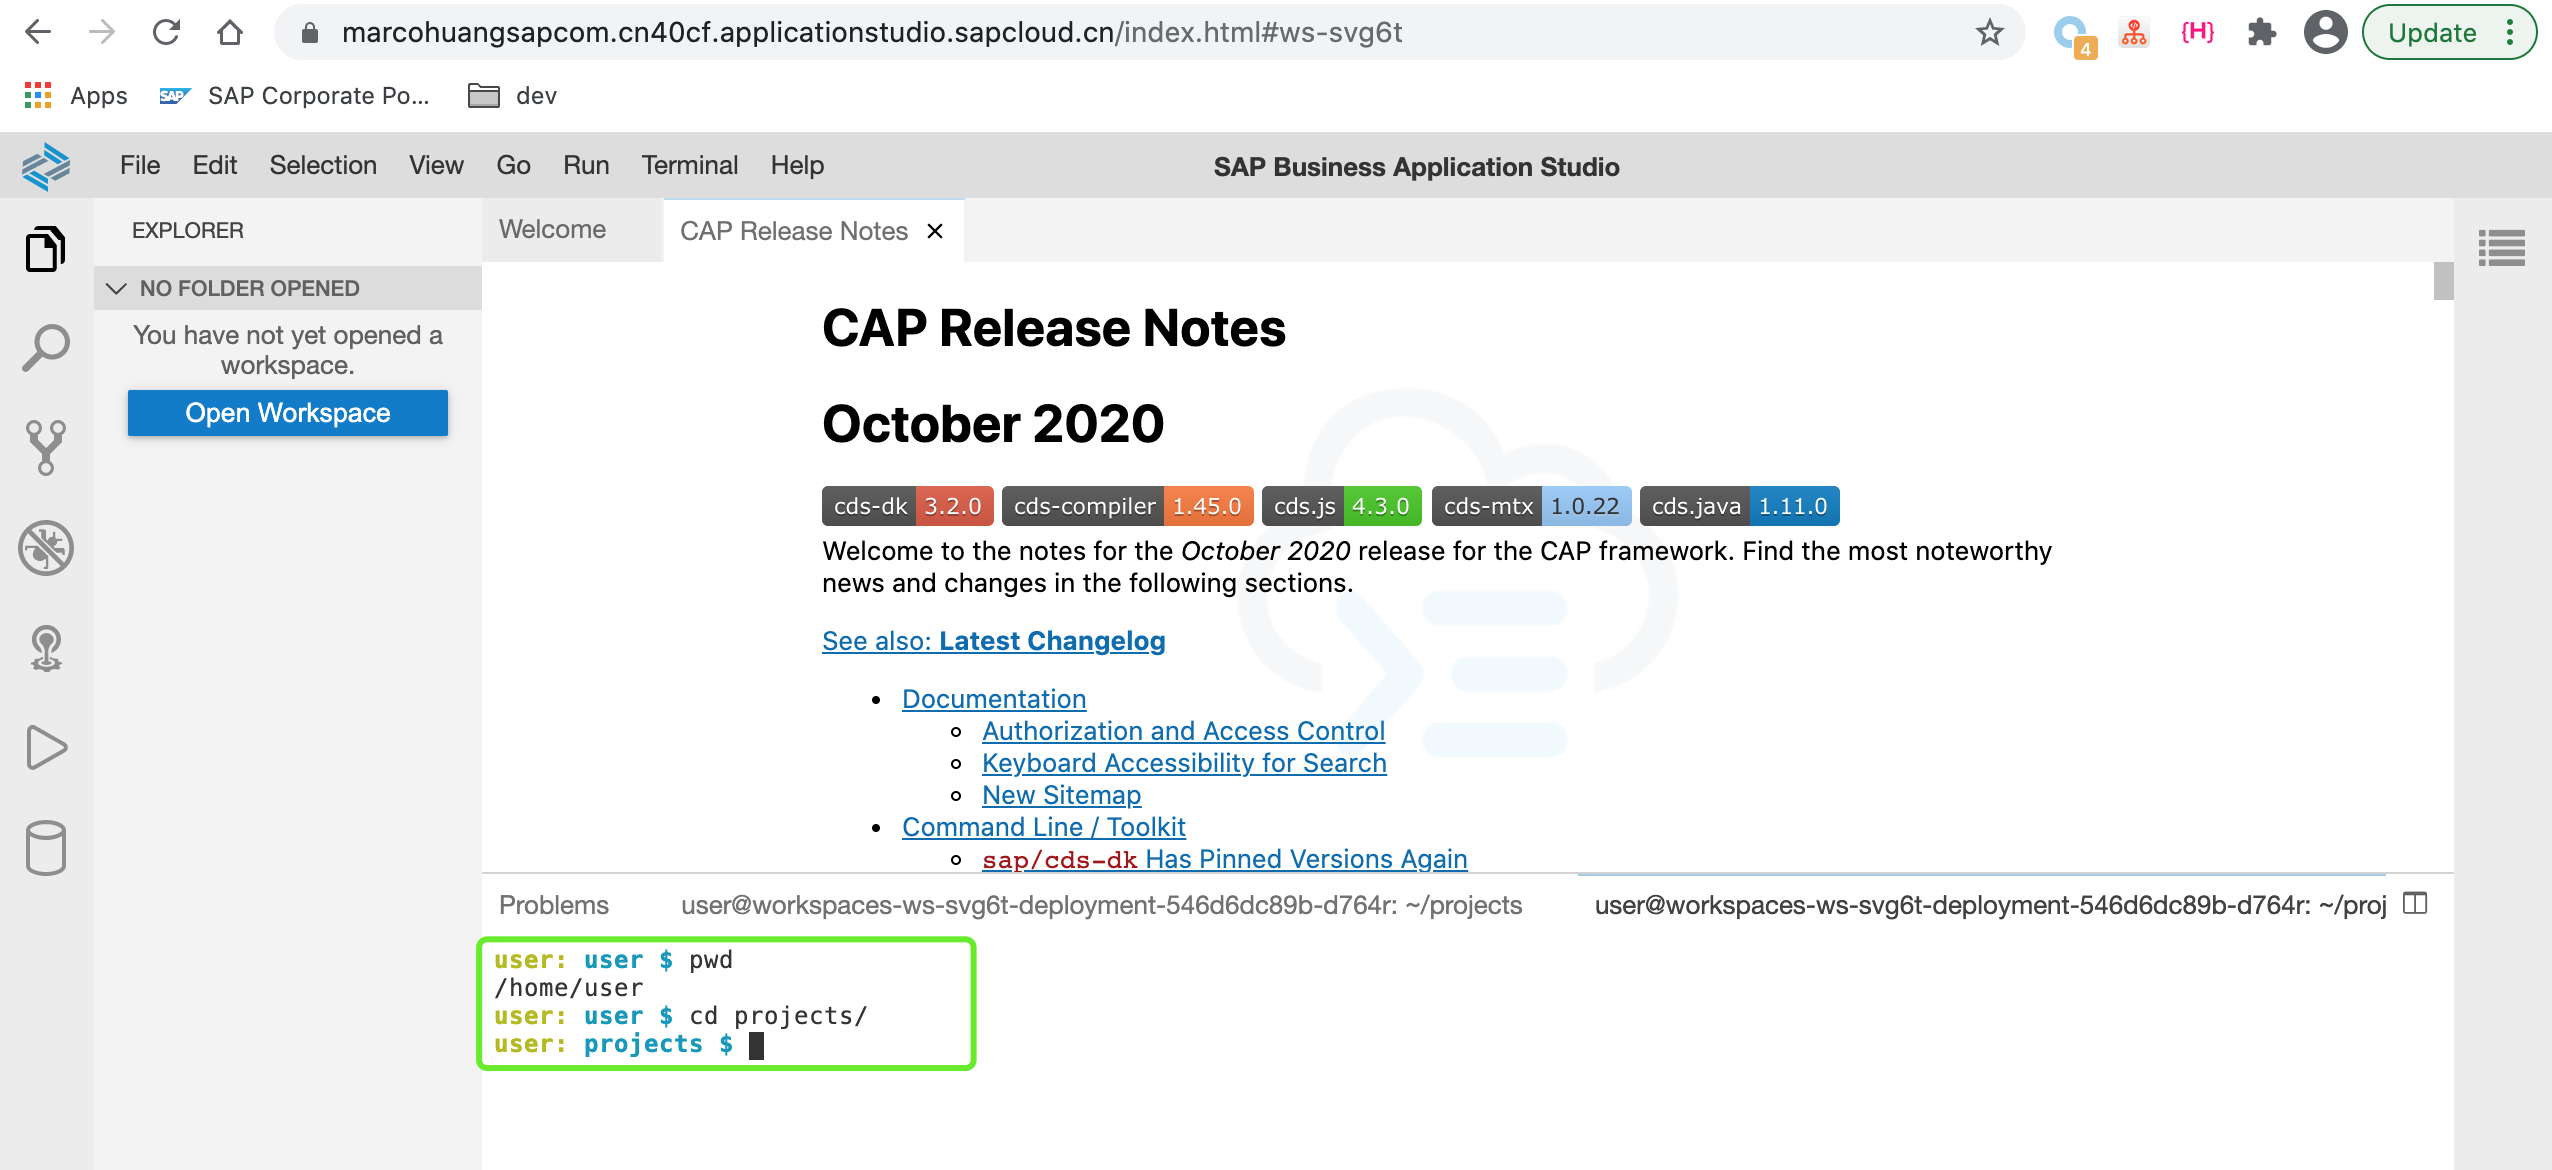 marcohuangsapcom.cn40cf.applicationstudio.sapcloud.cn/index.html#ws-svg6t
4
{H}
Update
Apps
SAP
SAP Corporate Po...
dev
File Edit Selection View Go Run Terminal Help
SAP Business Application Studio
EXPLORER
Welcome
CAP Release Notes
NO FOLDER OPENED
You have not yet opened a
workspace.
Open Workspace
CAP Release Notes
October 2020
cds-dk 3.2.0 cds-compiler 1.45.0 cds.js 4.3.0 cds-mtx 1.0.22 cds.java 1.11.0
Welcome to the notes for the October 2020 release for the CAP framework. Find the most noteworthy
news and changes in the following sections.
See also: Latest Changelog
Documentation
Authorization and Access Control
Keyboard Accessibility for Search
New Sitemap
Command Line / Toolkit
sap/cds-dk Has Pinned Versions Again
Problems
user@workspaces-ws-svg6t-deployment-546d6dc89b-d764r: ~/projects
user@workspaces-ws-svg6t-deployment-546d6dc89b-d764r: ~/proj
user: user $ pwd
/home/user
user: user $ cd projects/
user: projects $